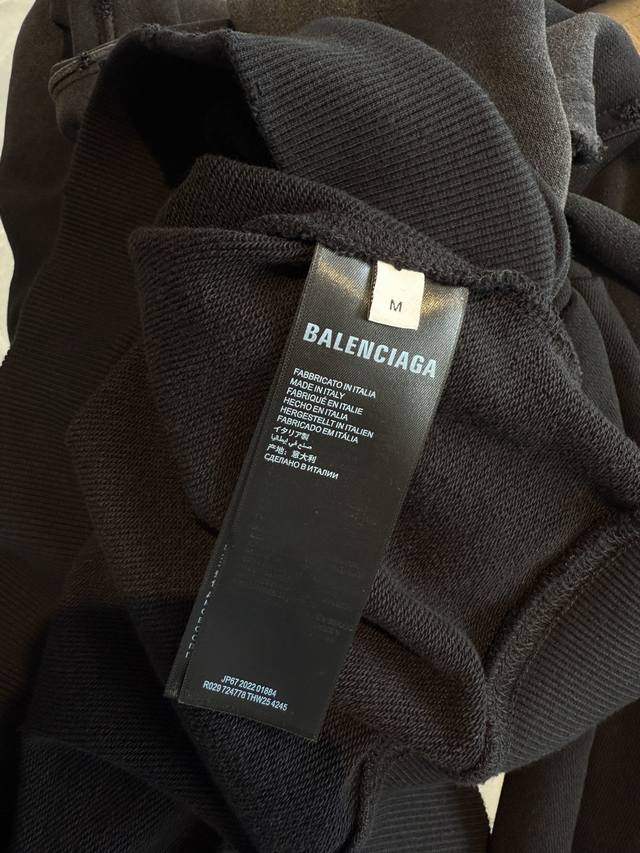 M
BALENCIAGA
FABBRICATO IN ITALIA
MADE IN ITALY
FABRIQUÉ EN ITALIE
HECHO EN ITALIA
HERGESTELLT IN ITALIEN
FABRICADO EM ITÁLIA
イタリア製
صنع في إيطاليا
产地：意大利
СДЕЛАНО В ИТАЛИИ
JP67 2022 01884
R029 724778 THW25 4245